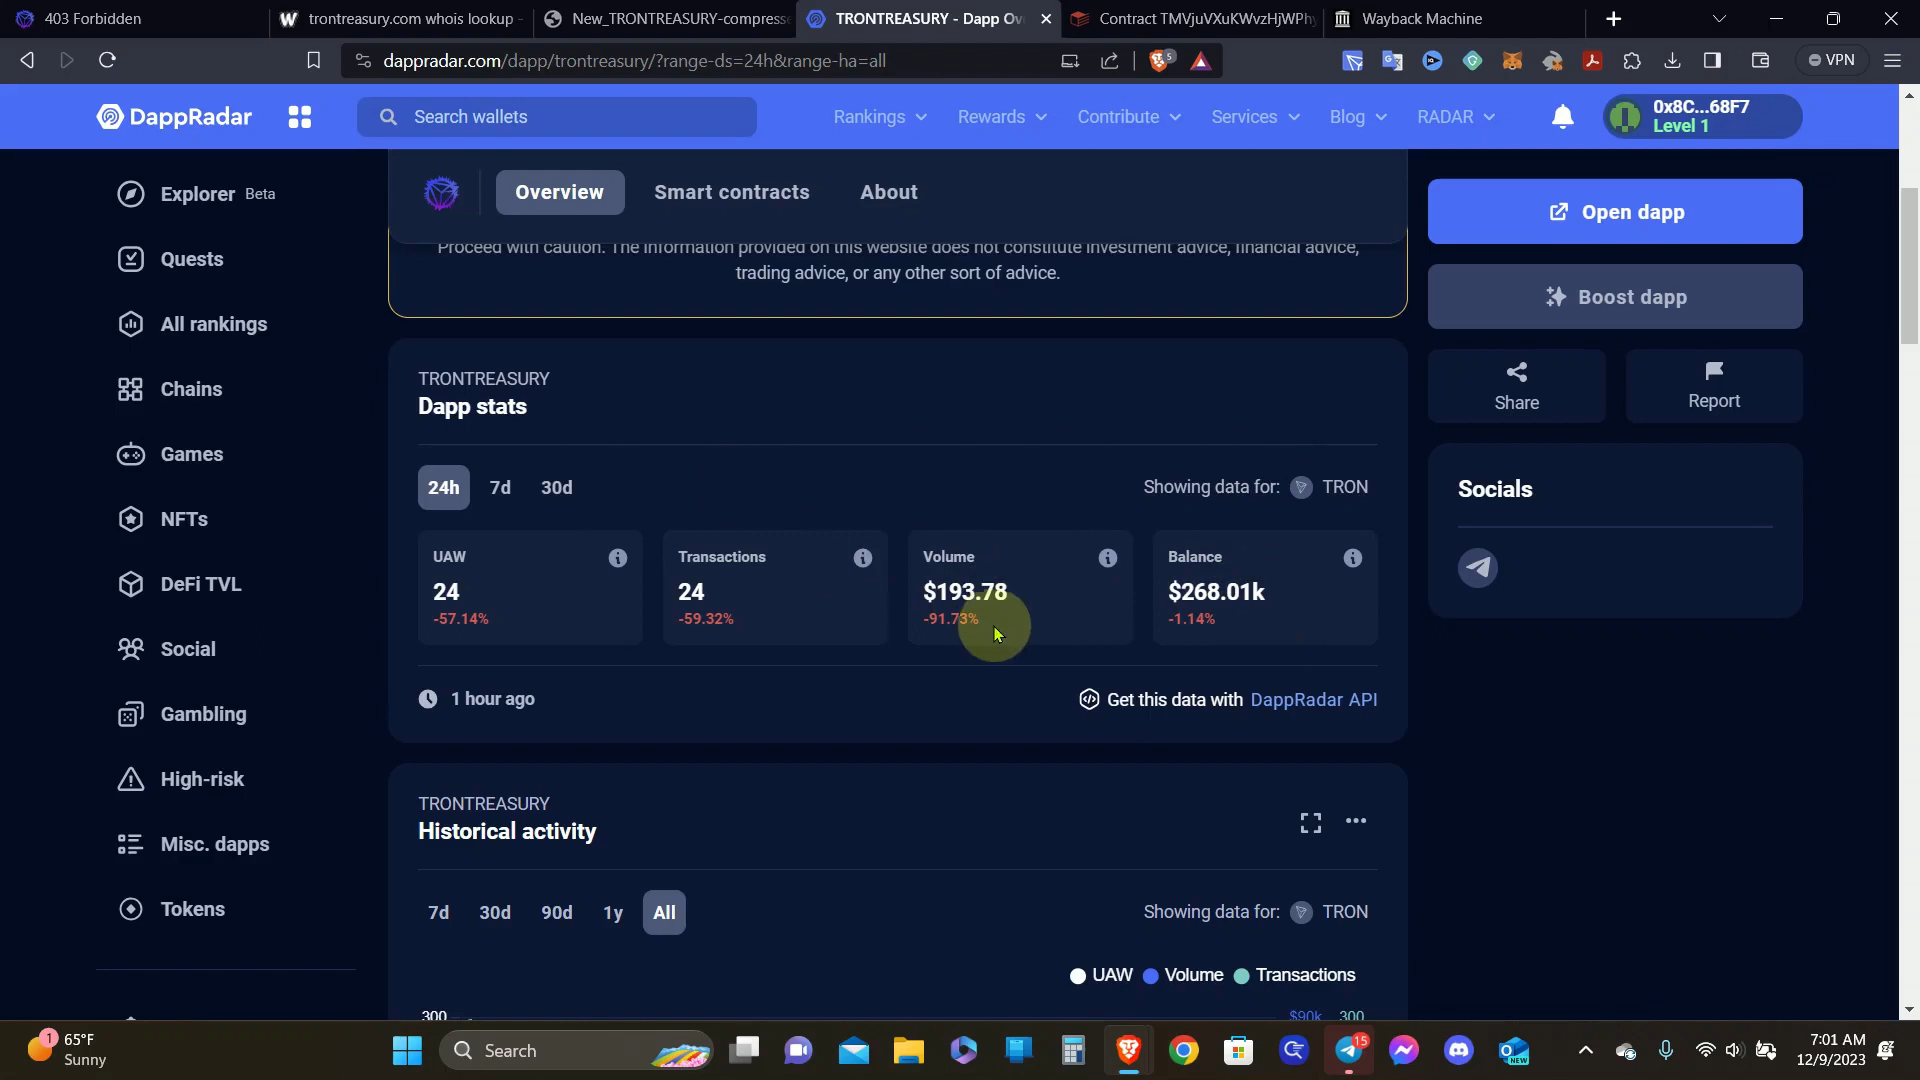 403 Forbidden
trontreasury.com whois lookup -
New_TRONTREASURY-compresse
TRONTREASURY - Dapp Ov
Contract TMVjuVXuKWvzHjWPhy
Wayback Machine
dappradar.com/dapp/trontreasury/?range-ds=24h&range-ha=all
5
VPN
DappRadar
Search wallets
Rankings
Rewards
Contribute
Services
Blog
RADAR
0x8C...68F7
Level 1
Explorer Beta
Quests
All rankings
Chains
Games
NFTs
DeFi TVL
Social
Gambling
High-risk
Misc. dapps
Tokens
Overview
Smart contracts
About
Proceed with caution. The information provided on this website does not constitute investment advice, financial advice,
trading advice, or any other sort of advice.
TRONTREASURY
Dapp stats
24h
7d
30d
Showing data for: TRON
UAW
24
-57.14%
Transactions
24
-59.32%
Volume
$193.78
-91.73%
Balance
$268.01k
-1.14%
1 hour ago
Get this data with DappRadar API
TRONTREASURY
Historical activity
7d
30d
90d
1y
All
Showing data for: TRON
UAW
Volume
Transactions
300
$90k
300
Open dapp
Boost dapp
Share
Report
Socials
1
65°F
Sunny
Search
15
NEW
7:01 AM
12/9/2023